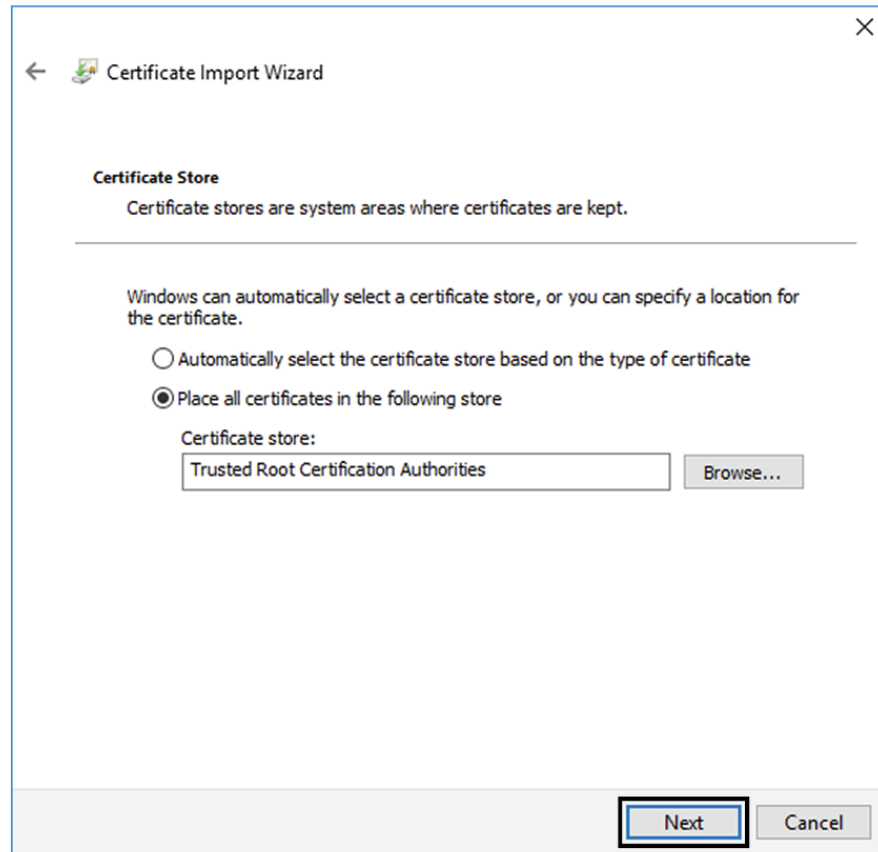 Certificate Import Wizard
Certificate Store
Certificate stores are system areas where certificates are kept.
Windows can automatically select a certificate store, or you can specify a location for
the certificate.
Automatically select the certificate store based on the type of certificate
Place all certificates in the following store
Certificate store:
Trusted Root Certification Authorities
Browse...
Next
Cancel